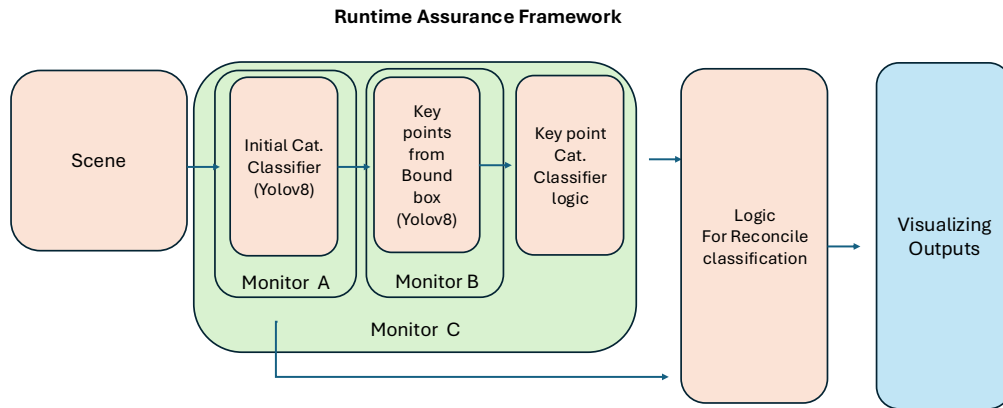 Runtime Assurance Framework
Scene
Initial Cat.
Classifier
(Yolov8)
Monitor A
Key
points
from
Bound
box
(Yolov8)
Monitor B
Key point
Cat.
Classifier
logic
Monitor C
Logic
For Reconcile
classification
Visualizing
Outputs